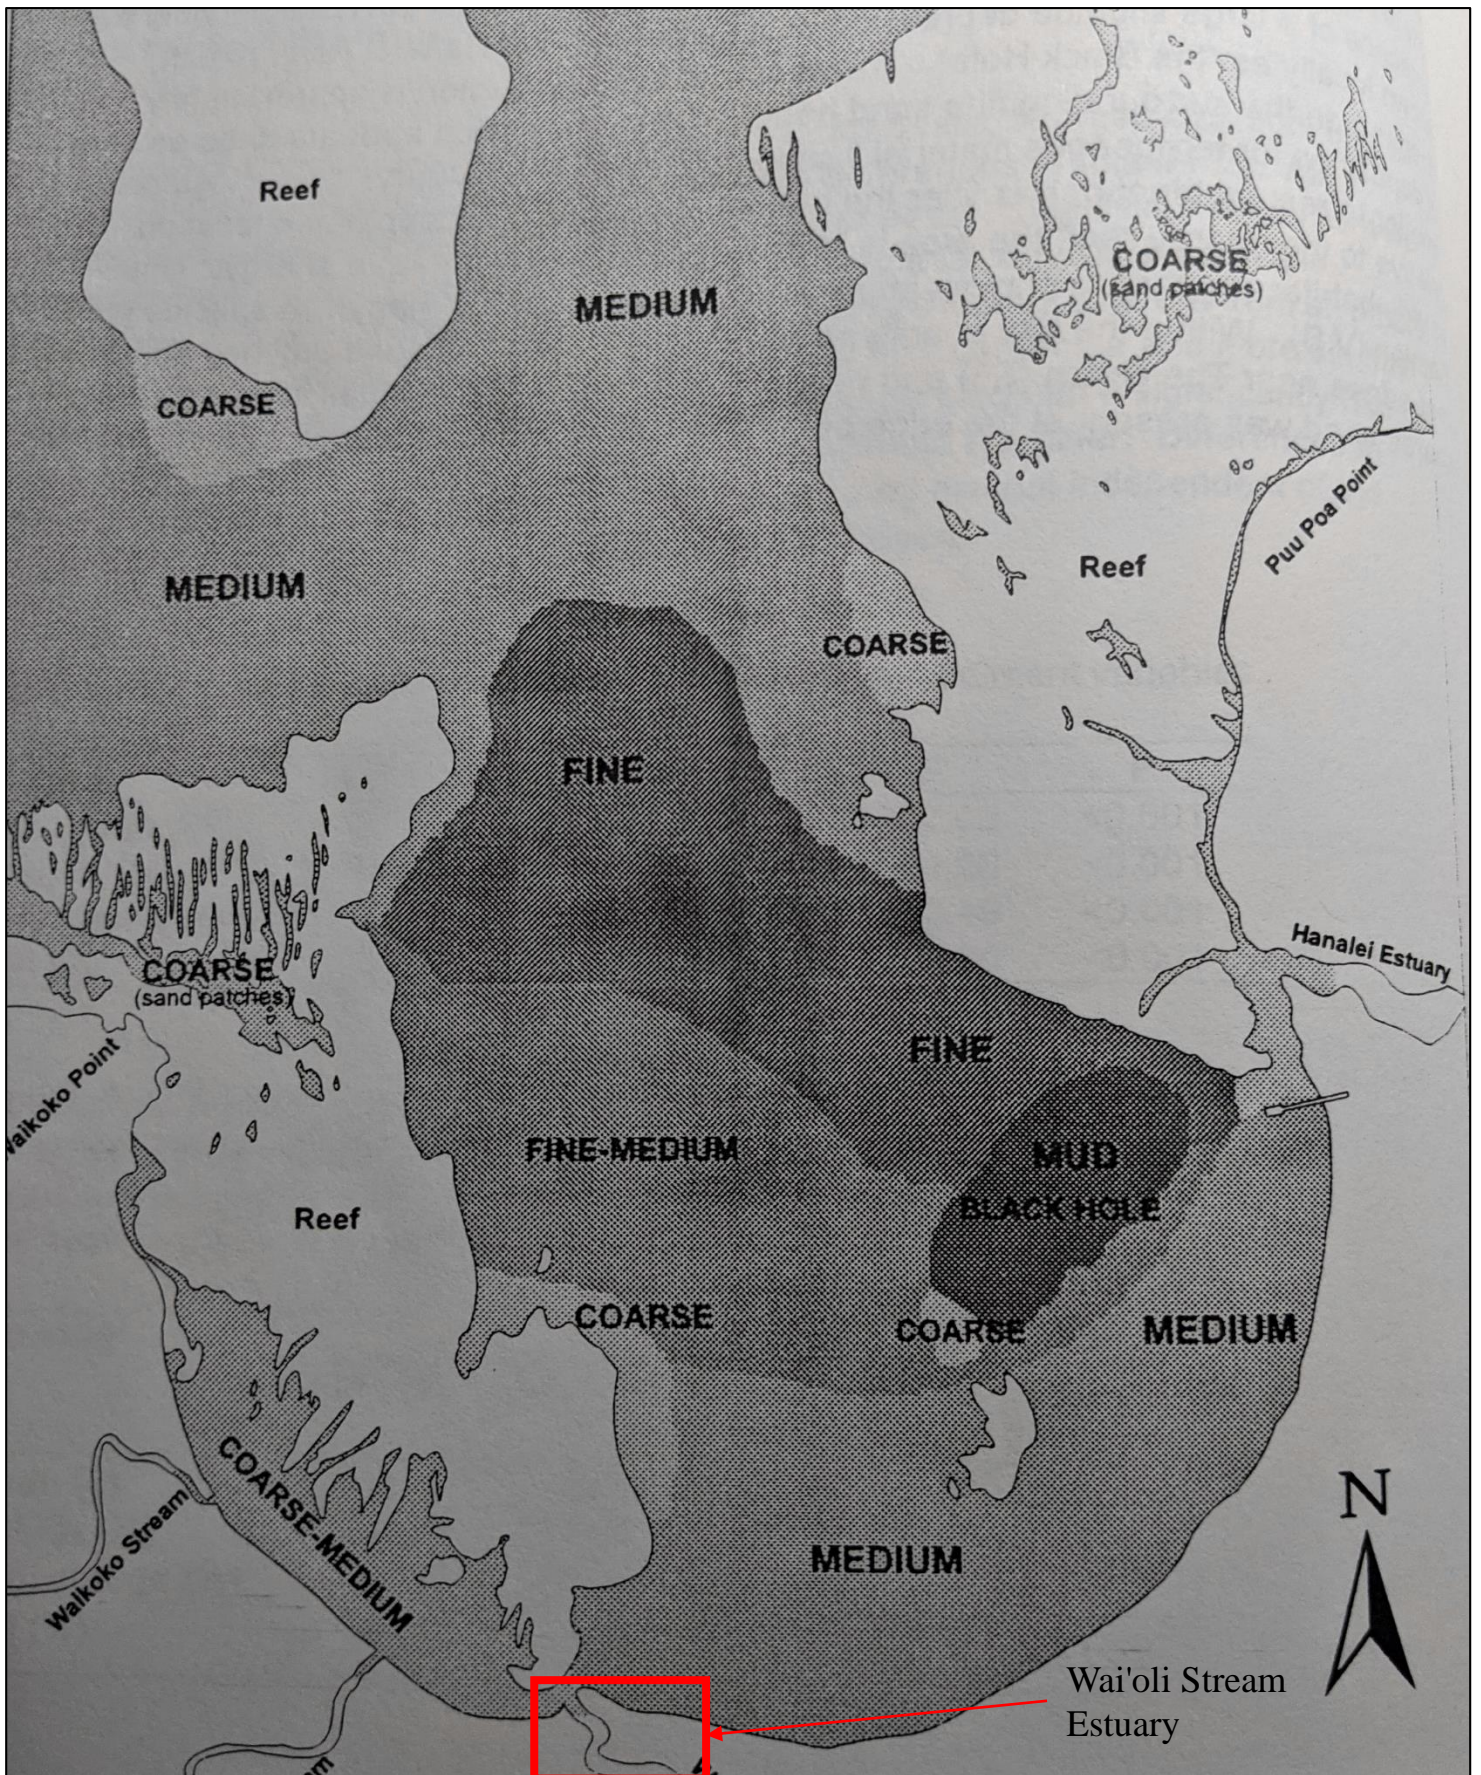 Reef
COARSE
(sand patches)
MEDIUM
COARSE
Puu Poa Point
Reef
MEDIUM
COARSE
FINE
Hanalei Estuary
COARSE
(sand patches)
FINE
Waikoko Point
FINE-MEDIUM
MUD
BLACK HOLE
Reef
COARSE
COARSE
MEDIUM
COARSE-MEDIUM
N
Waikoko Stream
MEDIUM
Wai'oli Stream
Estuary